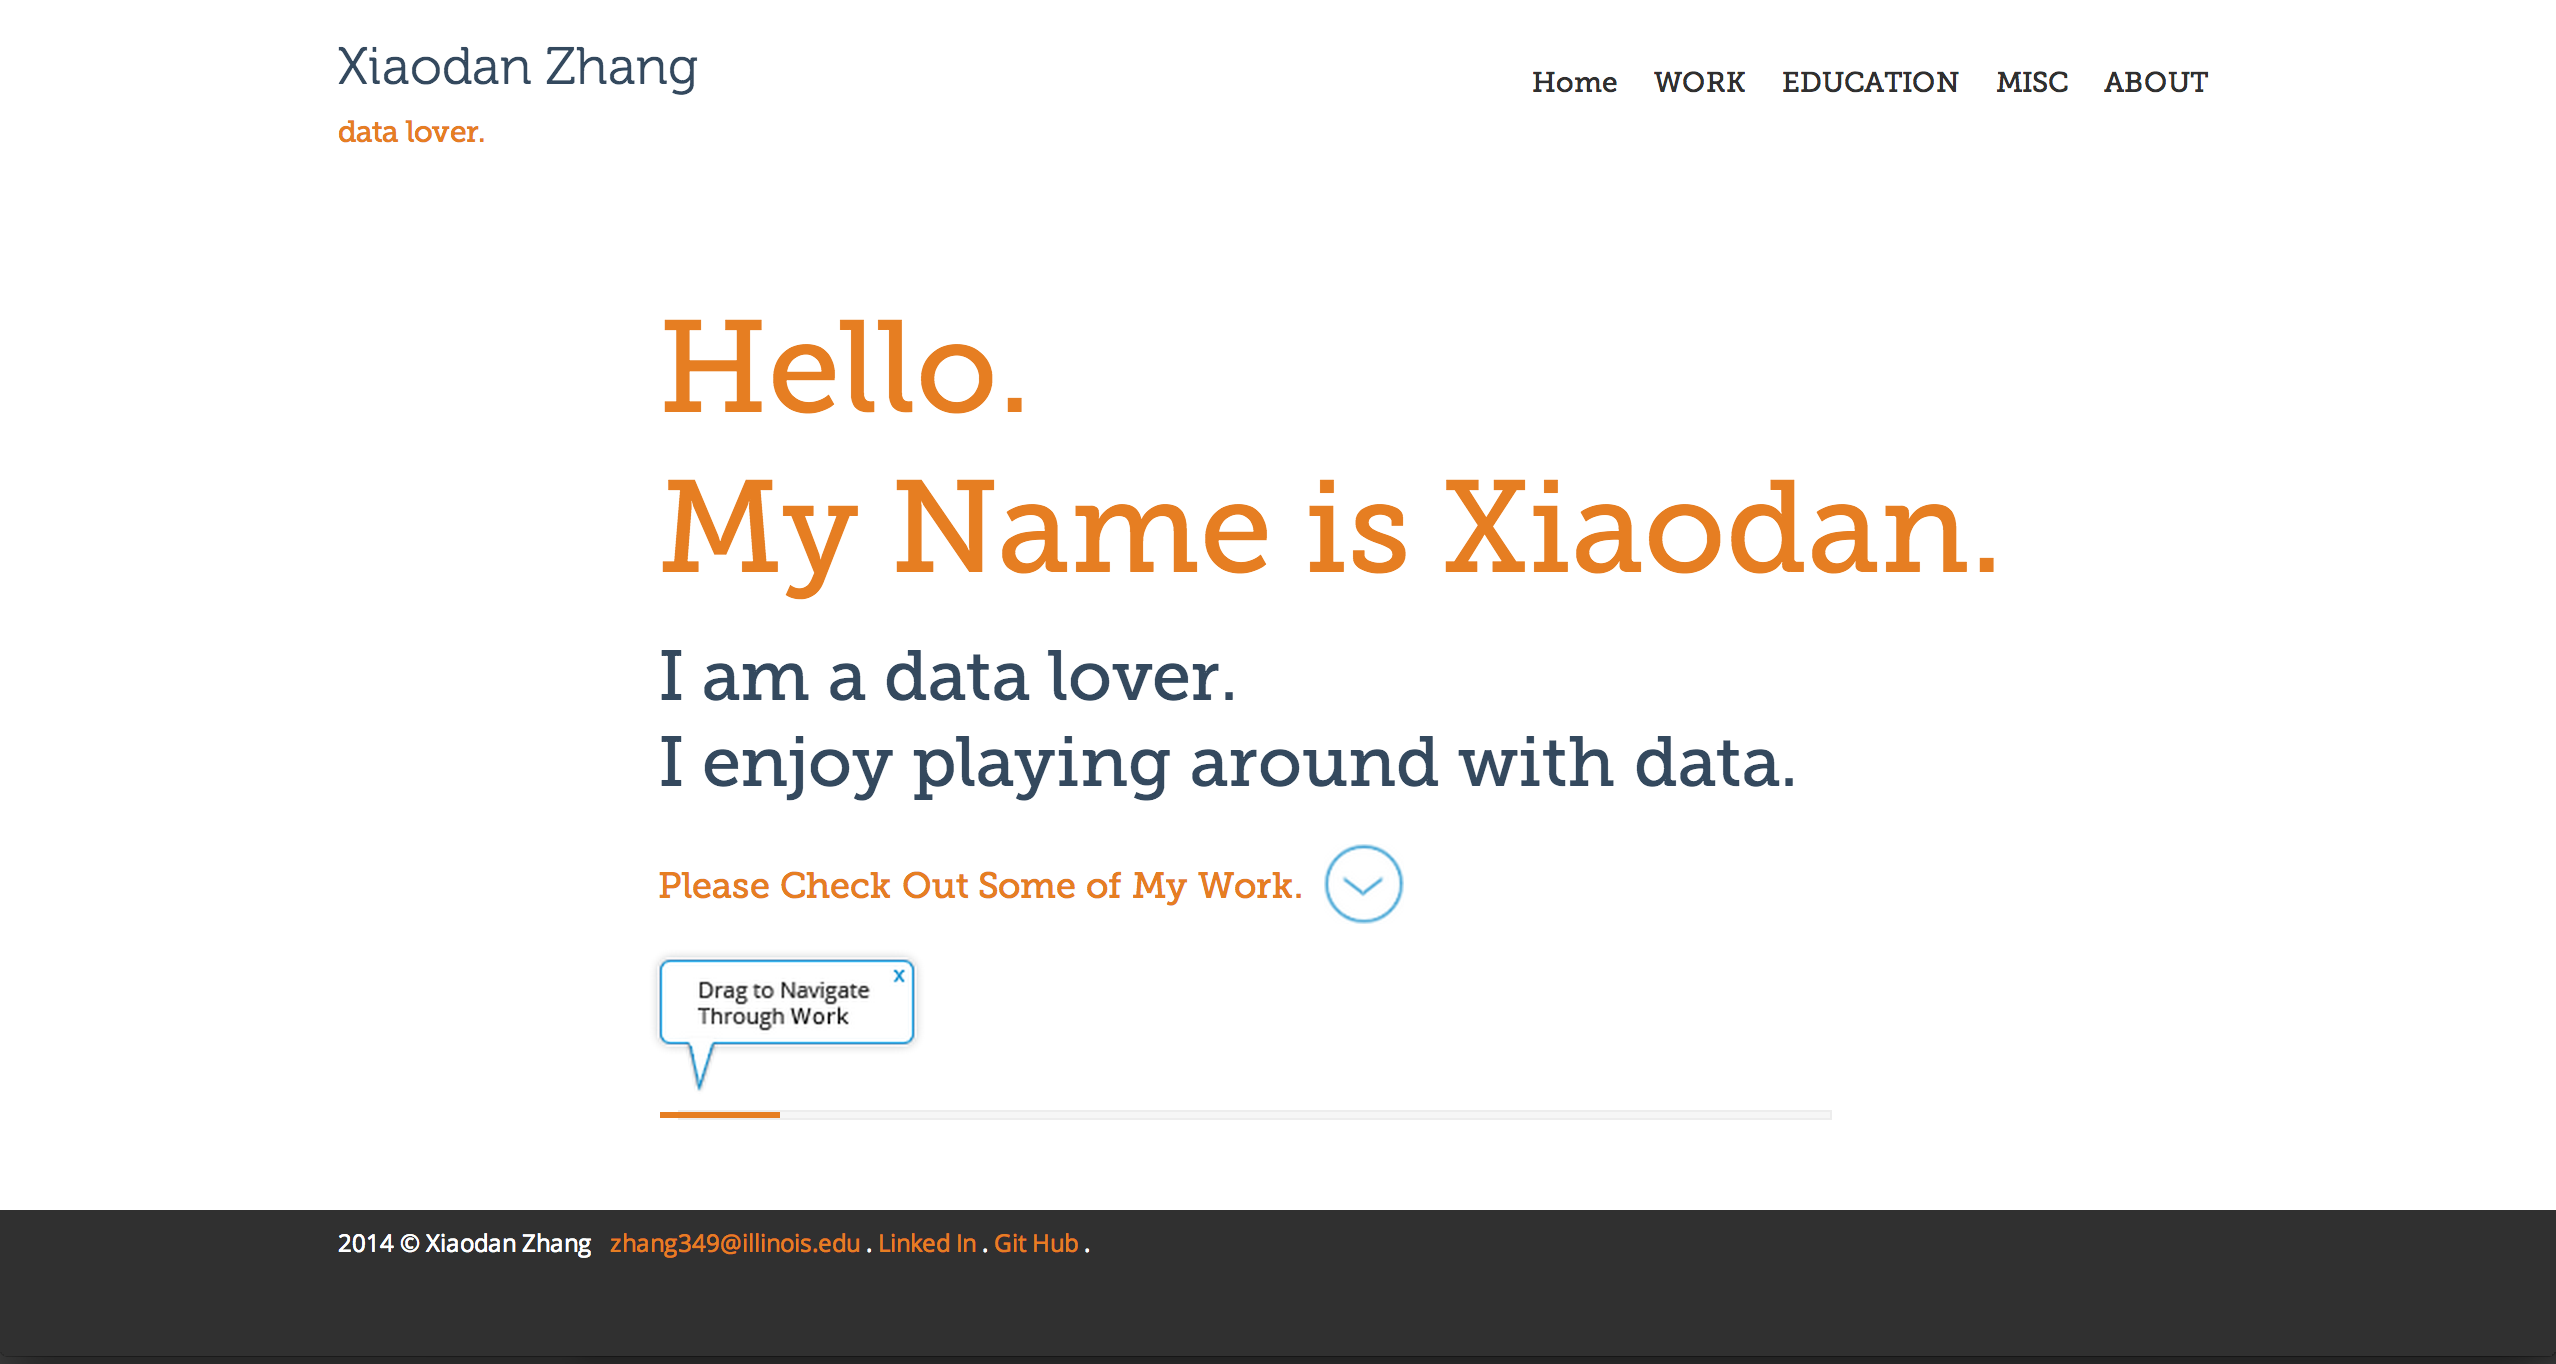 Xiaodan Zhang
data lover.
Home WORK EDUCATION MISC ABOUT
Hello.
My Name is Xiaodan.
I am a data lover.
I enjoy playing around with data.
Please Check Out Some of My Work.
Drag to Navigate x
Through Work
2014 © Xiaodan Zhang zhang349@illinois.edu . Linked In . Git Hub .